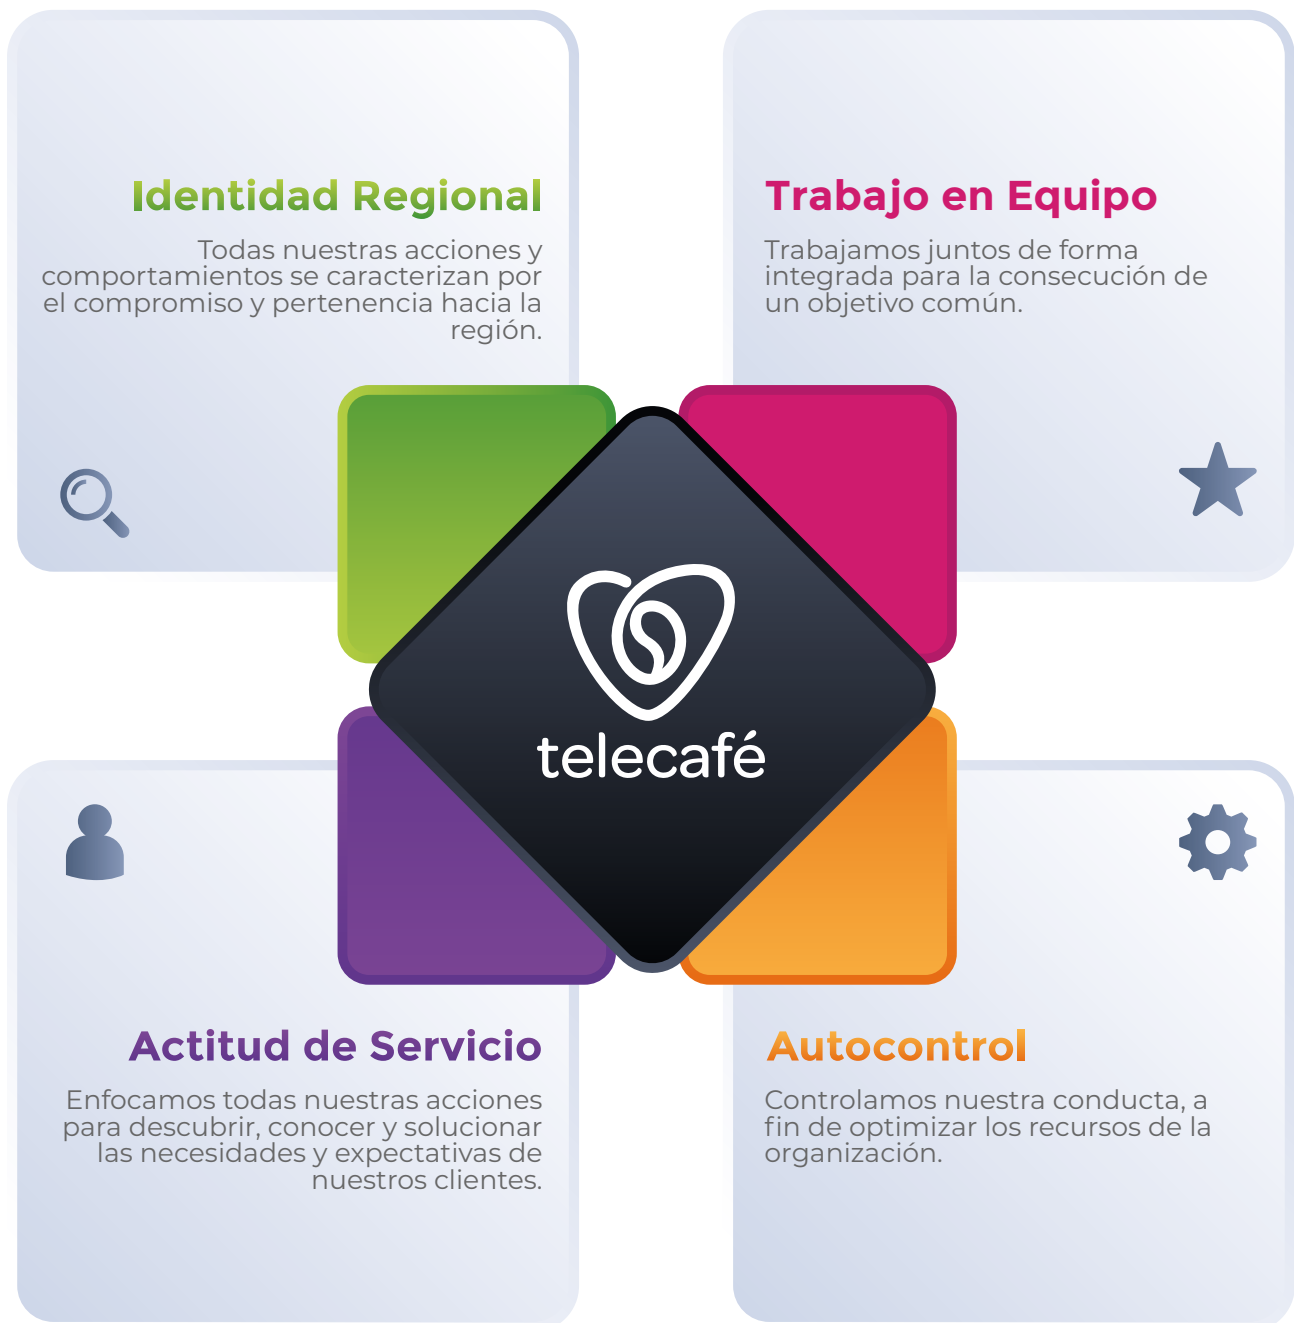 Identidad Regional
Todas nuestras acciones y
comportamientos se caracterizan por
el compromiso y pertenencia hacia la
región.
Trabajo en Equipo
Trabajamos juntos de forma
integrada para la consecución de
un objetivo común.
telecafé
Actitud de Servicio
Enfocamos todas nuestras acciones
para descubrir, conocer y solucionar
las necesidades y expectativas de
nuestros clientes.
Autocontrol
Controlamos nuestra conducta, a
fin de optimizar los recursos de la
organización.